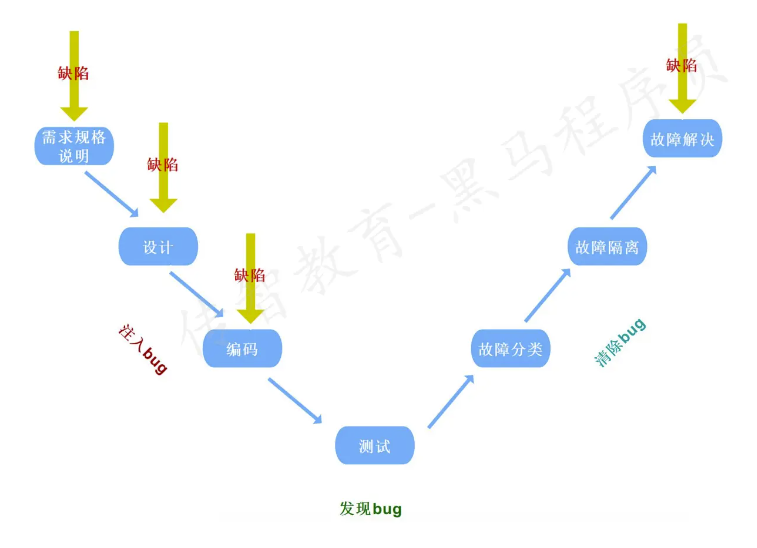 缺陷
缺陷
需求规格
说明
故障解决
缺陷
设计
故障隔离
缺陷
注入bug
编码
故障分类
清除bug
测试
发现bug
传智教育-黑马程序员